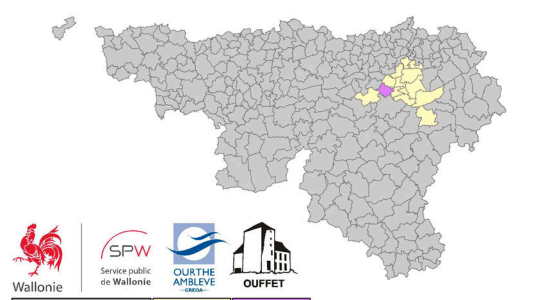 Wallonie
SPW
Service public
de Wallonie
OURTHE
AMBLEVE
GREOA
OUFFET